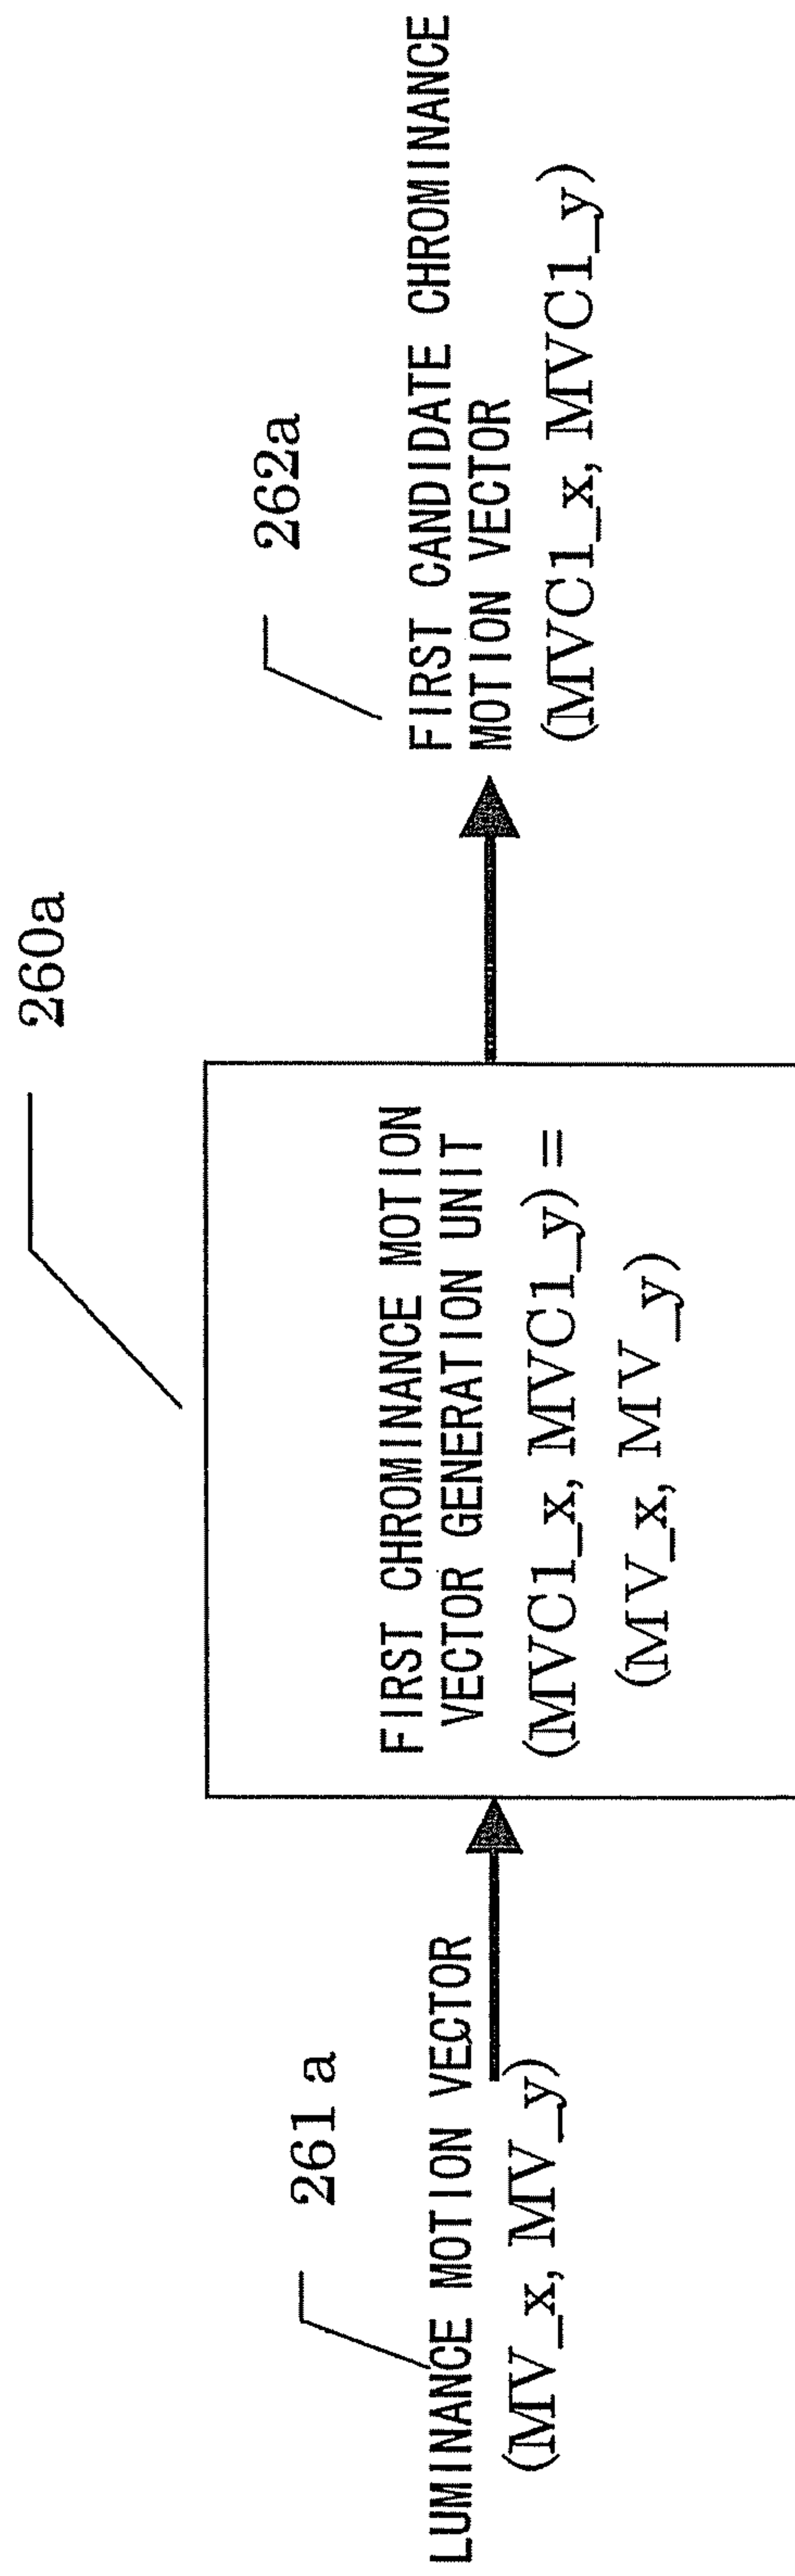 260a
261a
LUMINANCE MOTION VECTOR
(MV_x, MV_y)
FIRST CHROMINANCE MOTION
VECTOR GENERATION UNIT
(MVC1_x, MVC1_y) =
(MV_x, MV_y)
262a
FIRST CANDIDATE CHROMINANCE
MOTION VECTOR
(MVC1_x, MVC1_y)